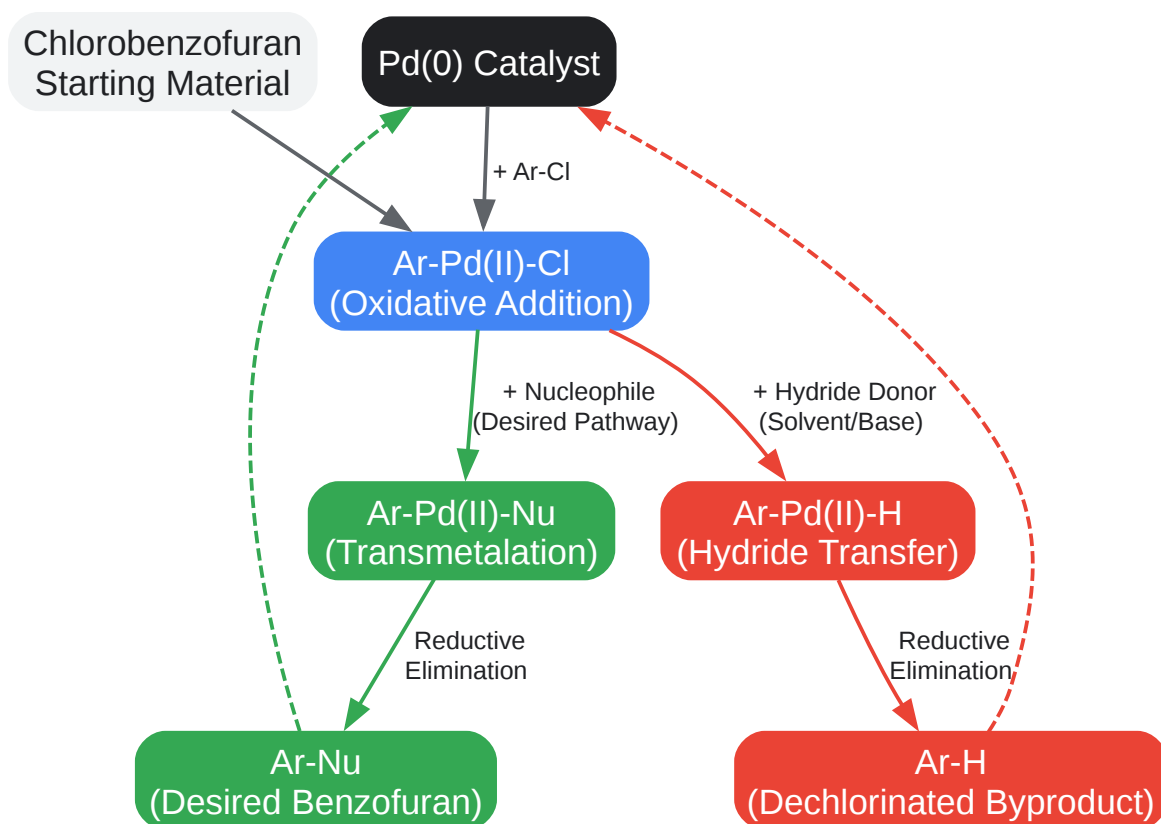 Chlorobenzofuran
Starting Material
Pd(0) Catalyst
+ Ar-Cl
Ar-Pd(II)-Cl
(Oxidative Addition)
+ Nucleophile
(Desired Pathway)
+ Hydride Donor
(Solvent/Base)
Ar-Pd(II)-Nu
(Transmetalation)
Ar-Pd(II)-H
(Hydride Transfer)
Reductive
Elimination
Reductive
Elimination
Ar-Nu
(Desired Benzofuran)
Ar-H
(Dechlorinated Byproduct)